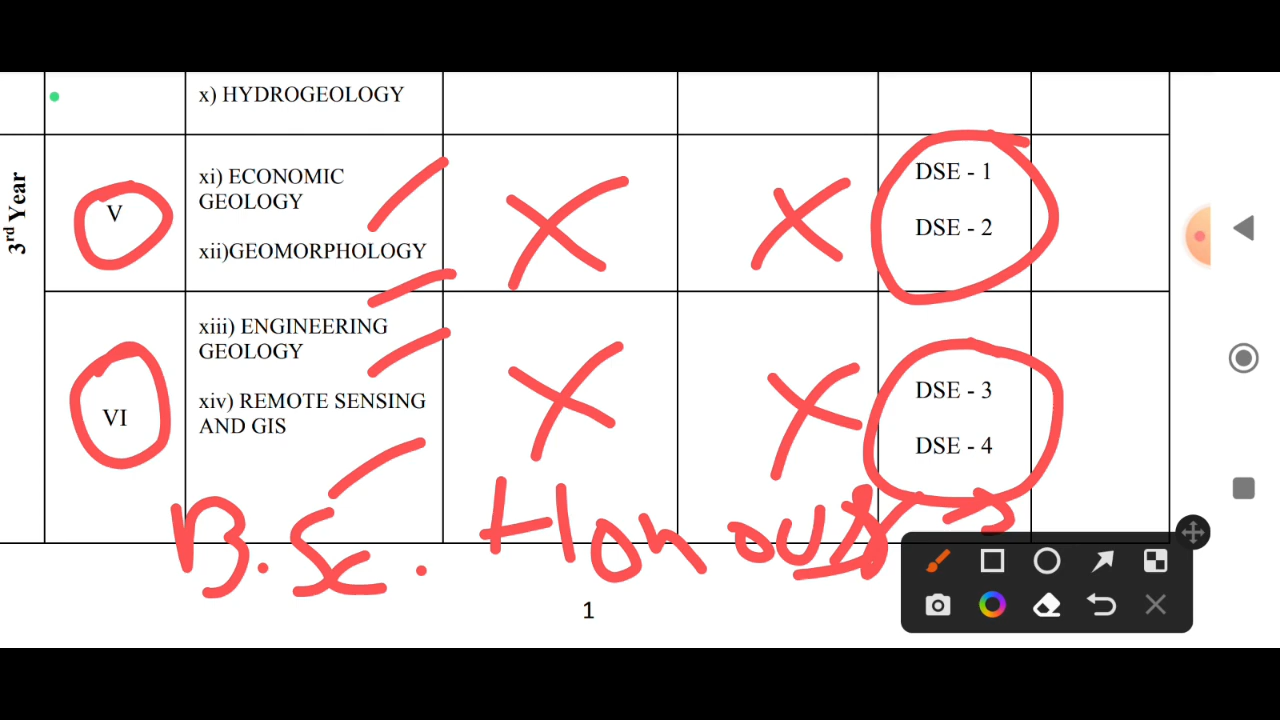 x) HYDROGEOLOGY
3rd Year
V
xi) ECONOMIC
GEOLOGY
xii)GEOMORPHOLOGY
DSE - 1
DSE - 2
VI
xiii) ENGINEERING
GEOLOGY
xiv) REMOTE SENSING
AND GIS
DSE - 3
DSE - 4
B.Sc. Honours
1